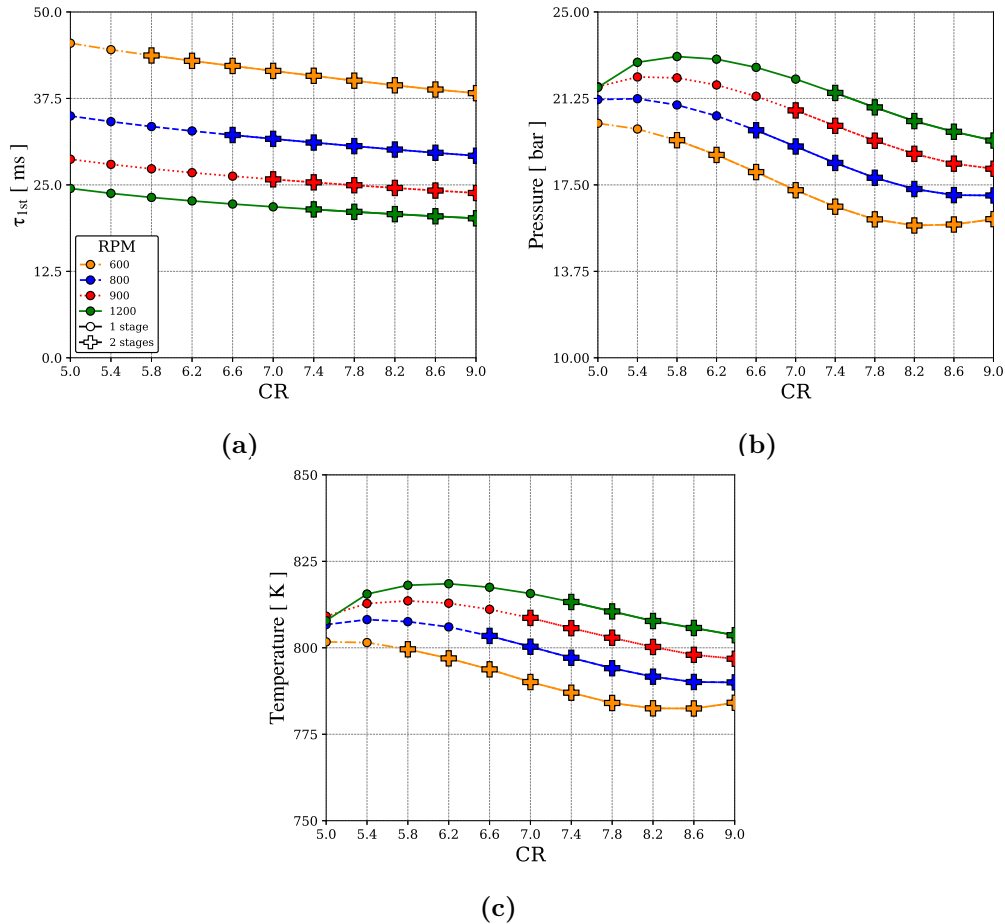 50.0
37.5
25.0
12.5
0.0
τ1st [ ms ]
RPM
600
800
900
1200
1 stage
2 stages
5.0 5.4 5.8 6.2 6.6 7.0 7.4 7.8 8.2 8.6 9.0
CR
(a)
25.00
21.25
17.50
13.75
10.00
Pressure [ bar ]
5.0 5.4 5.8 6.2 6.6 7.0 7.4 7.8 8.2 8.6 9.0
CR
(b)
850
825
800
775
750
Temperature [ K ]
5.0 5.4 5.8 6.2 6.6 7.0 7.4 7.8 8.2 8.6 9.0
CR
(c)